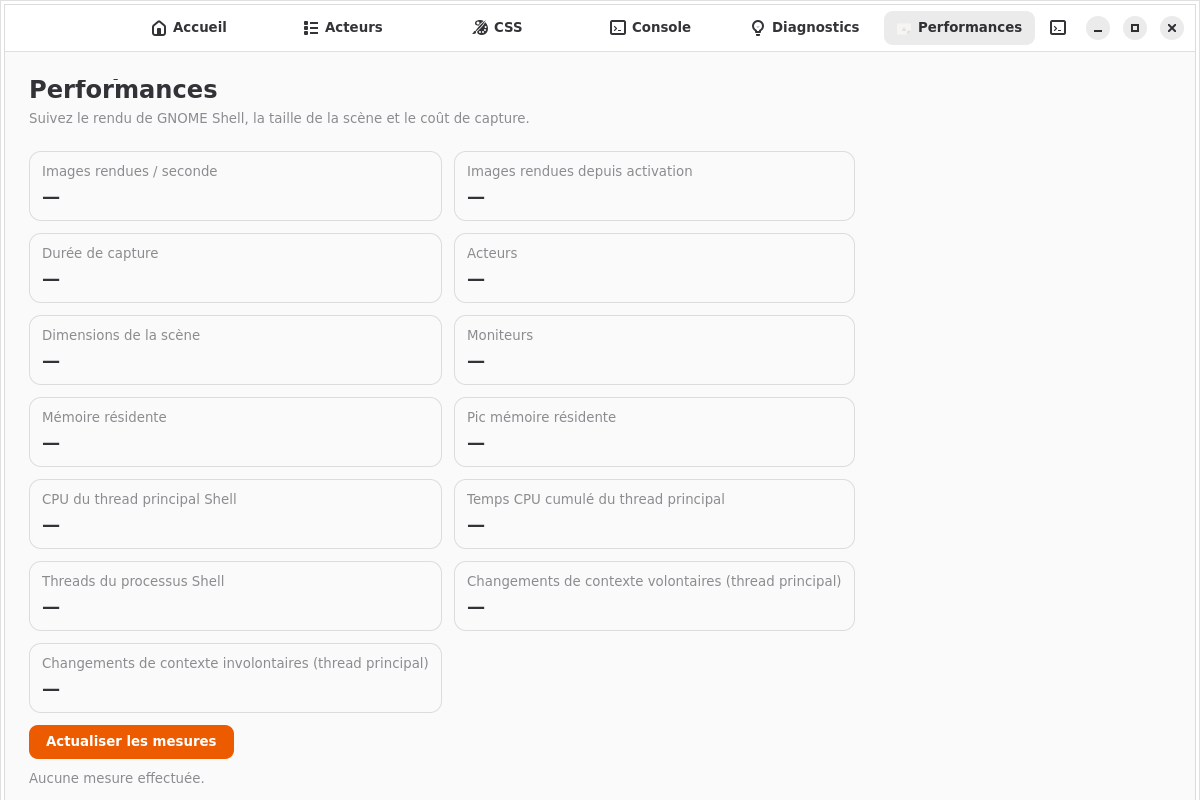 Accueil
Acteurs
CSS
Console
Diagnostics
Performances
Performances
Suivez le rendu de GNOME Shell, la taille de la scène et le coût de capture.
Images rendues / seconde
—
Images rendues depuis activation
—
Durée de capture
—
Acteurs
—
Dimensions de la scène
—
Moniteurs
—
Mémoire résidente
—
Pic mémoire résidente
—
CPU du thread principal Shell
—
Temps CPU cumulé du thread principal
—
Threads du processus Shell
—
Changements de contexte volontaires (thread principal)
—
Changements de contexte involontaires (thread principal)
—
Actualiser les mesures
Aucune mesure effectuée.